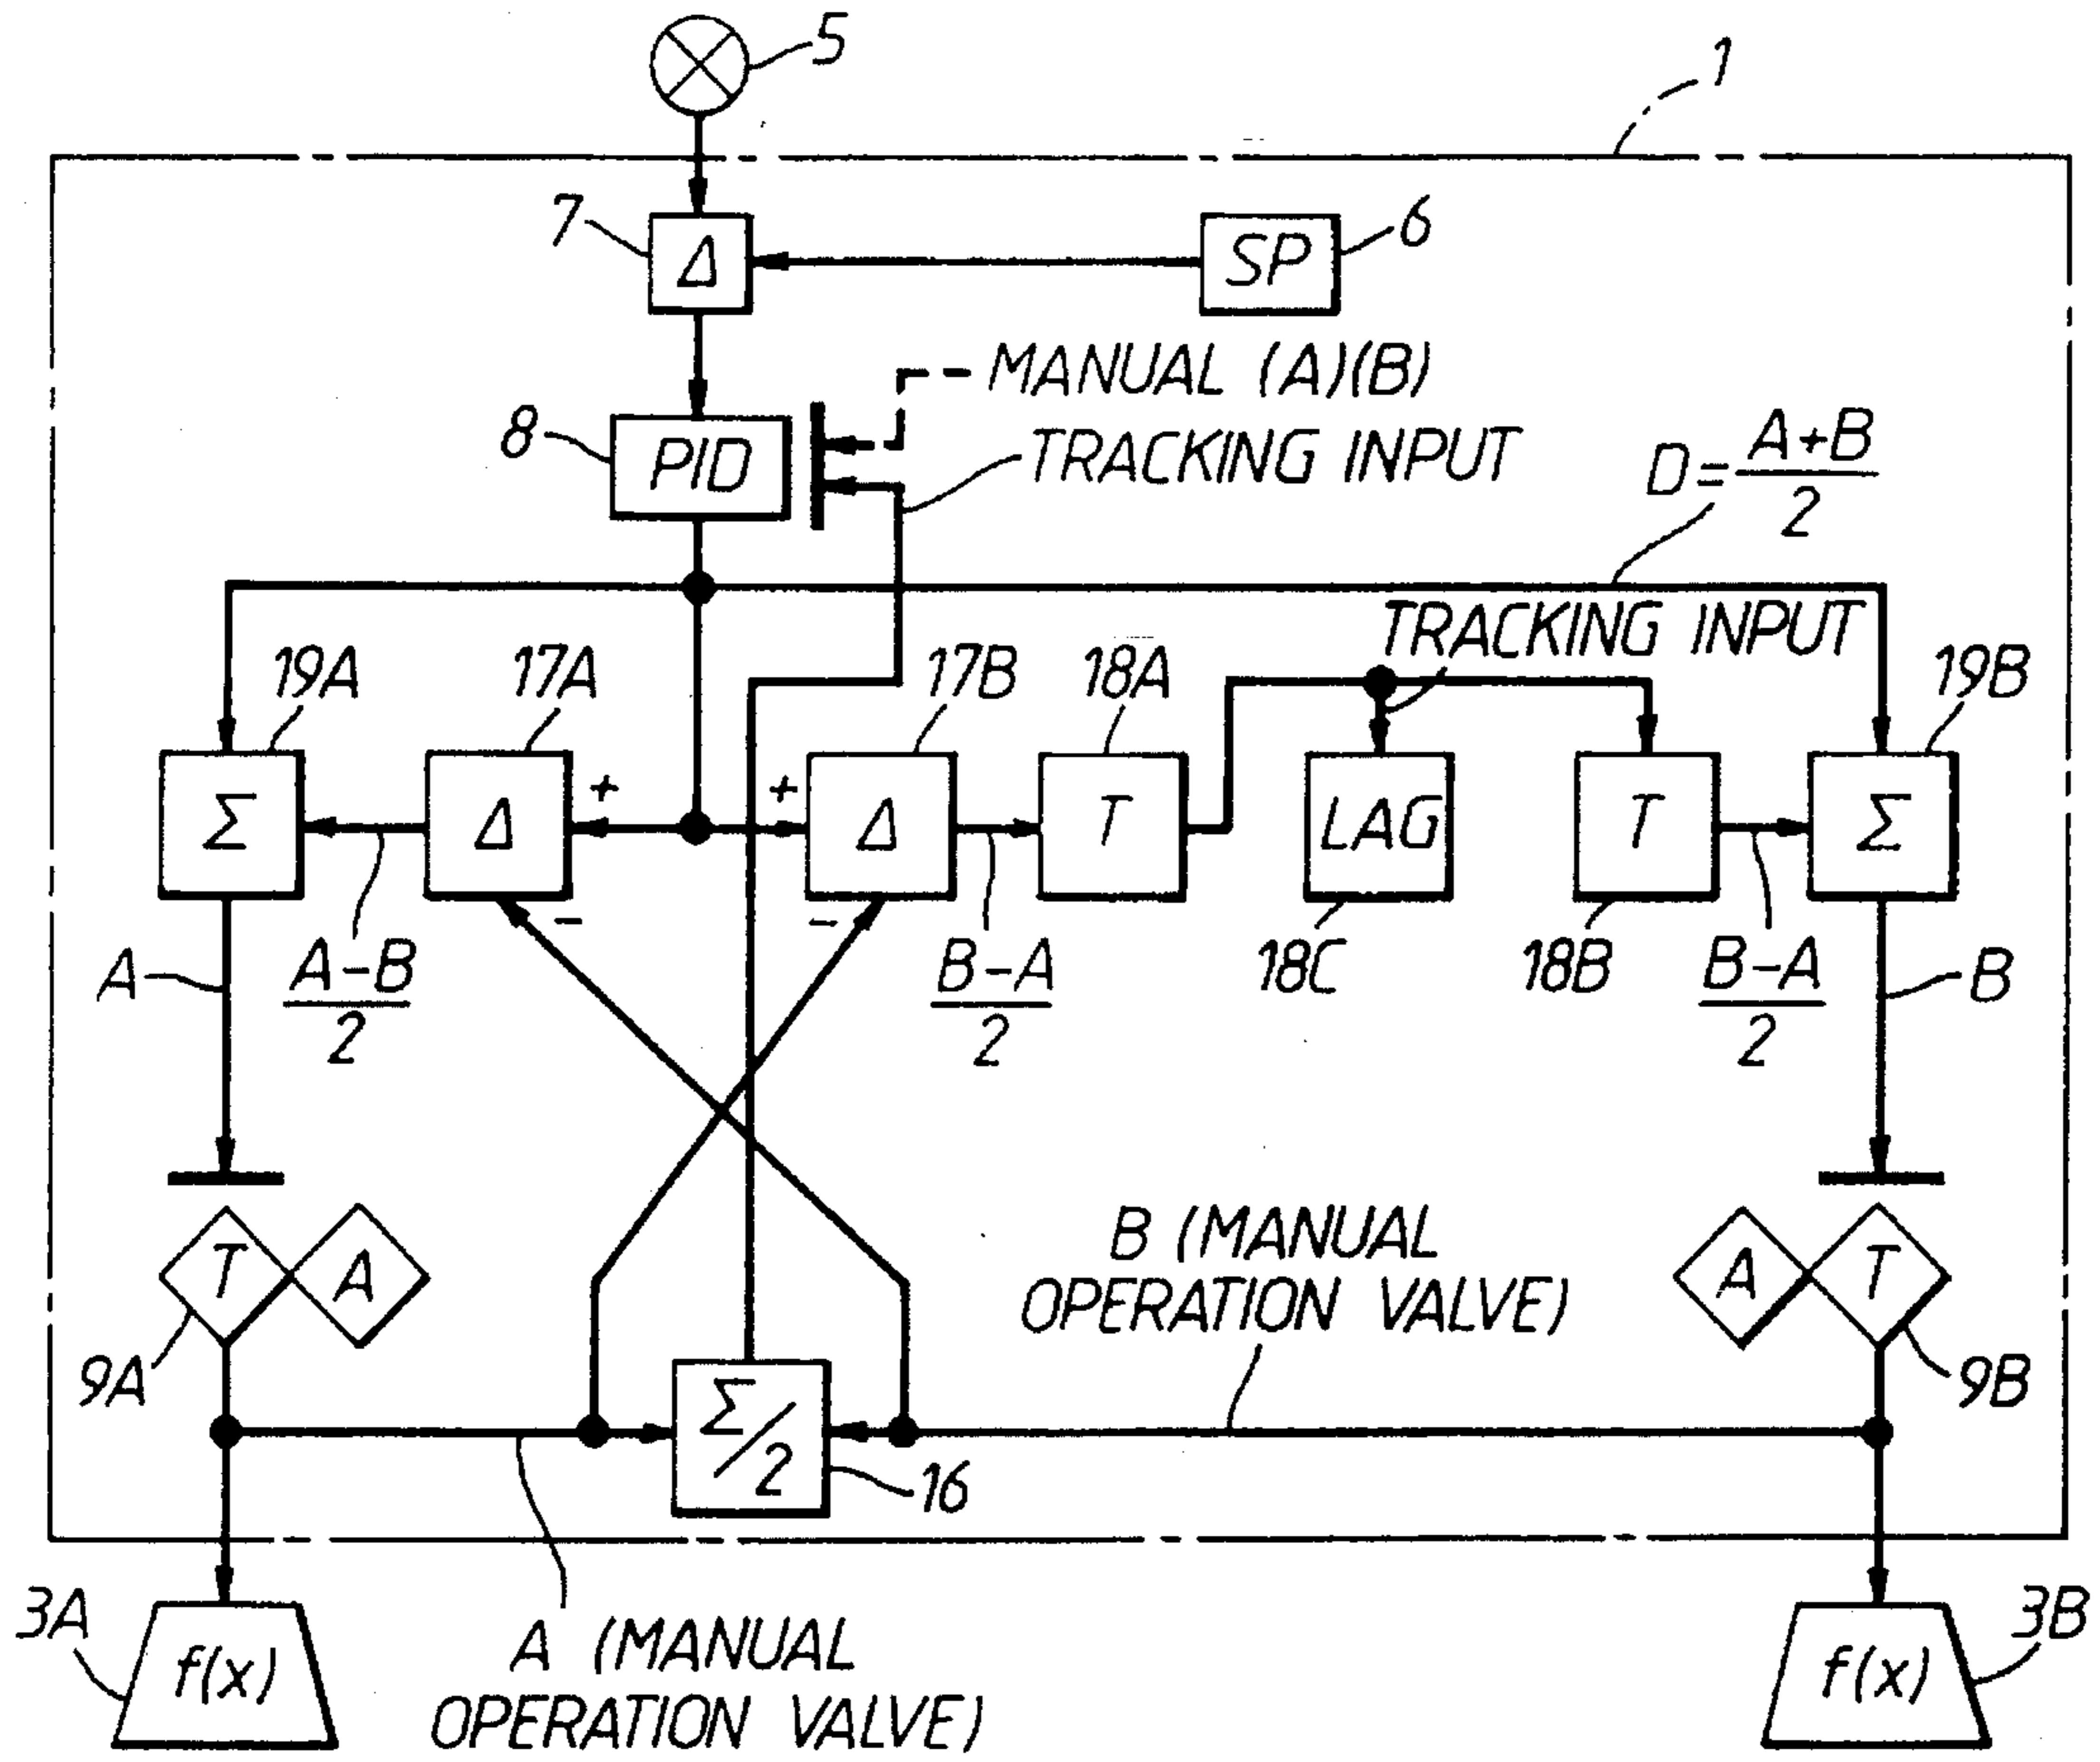 5
1
7
Δ
SP
6
MANUAL (A)(B)
8
PID
TRACKING INPUT
D = A+B
2
TRACKING INPUT
19A
17A
17B
18A
19B
+
+
Σ
Δ
Δ
T
LAG
T
Σ
-
-
A
A-B
2
B-A
2
18C
18B
B-A
2
B
B (MANUAL
OPERATION VALVE)
T
A
A
T
9A
9B
Σ/2
16
3A
f(x)
A (MANUAL
OPERATION VALVE)
f(x)
3B